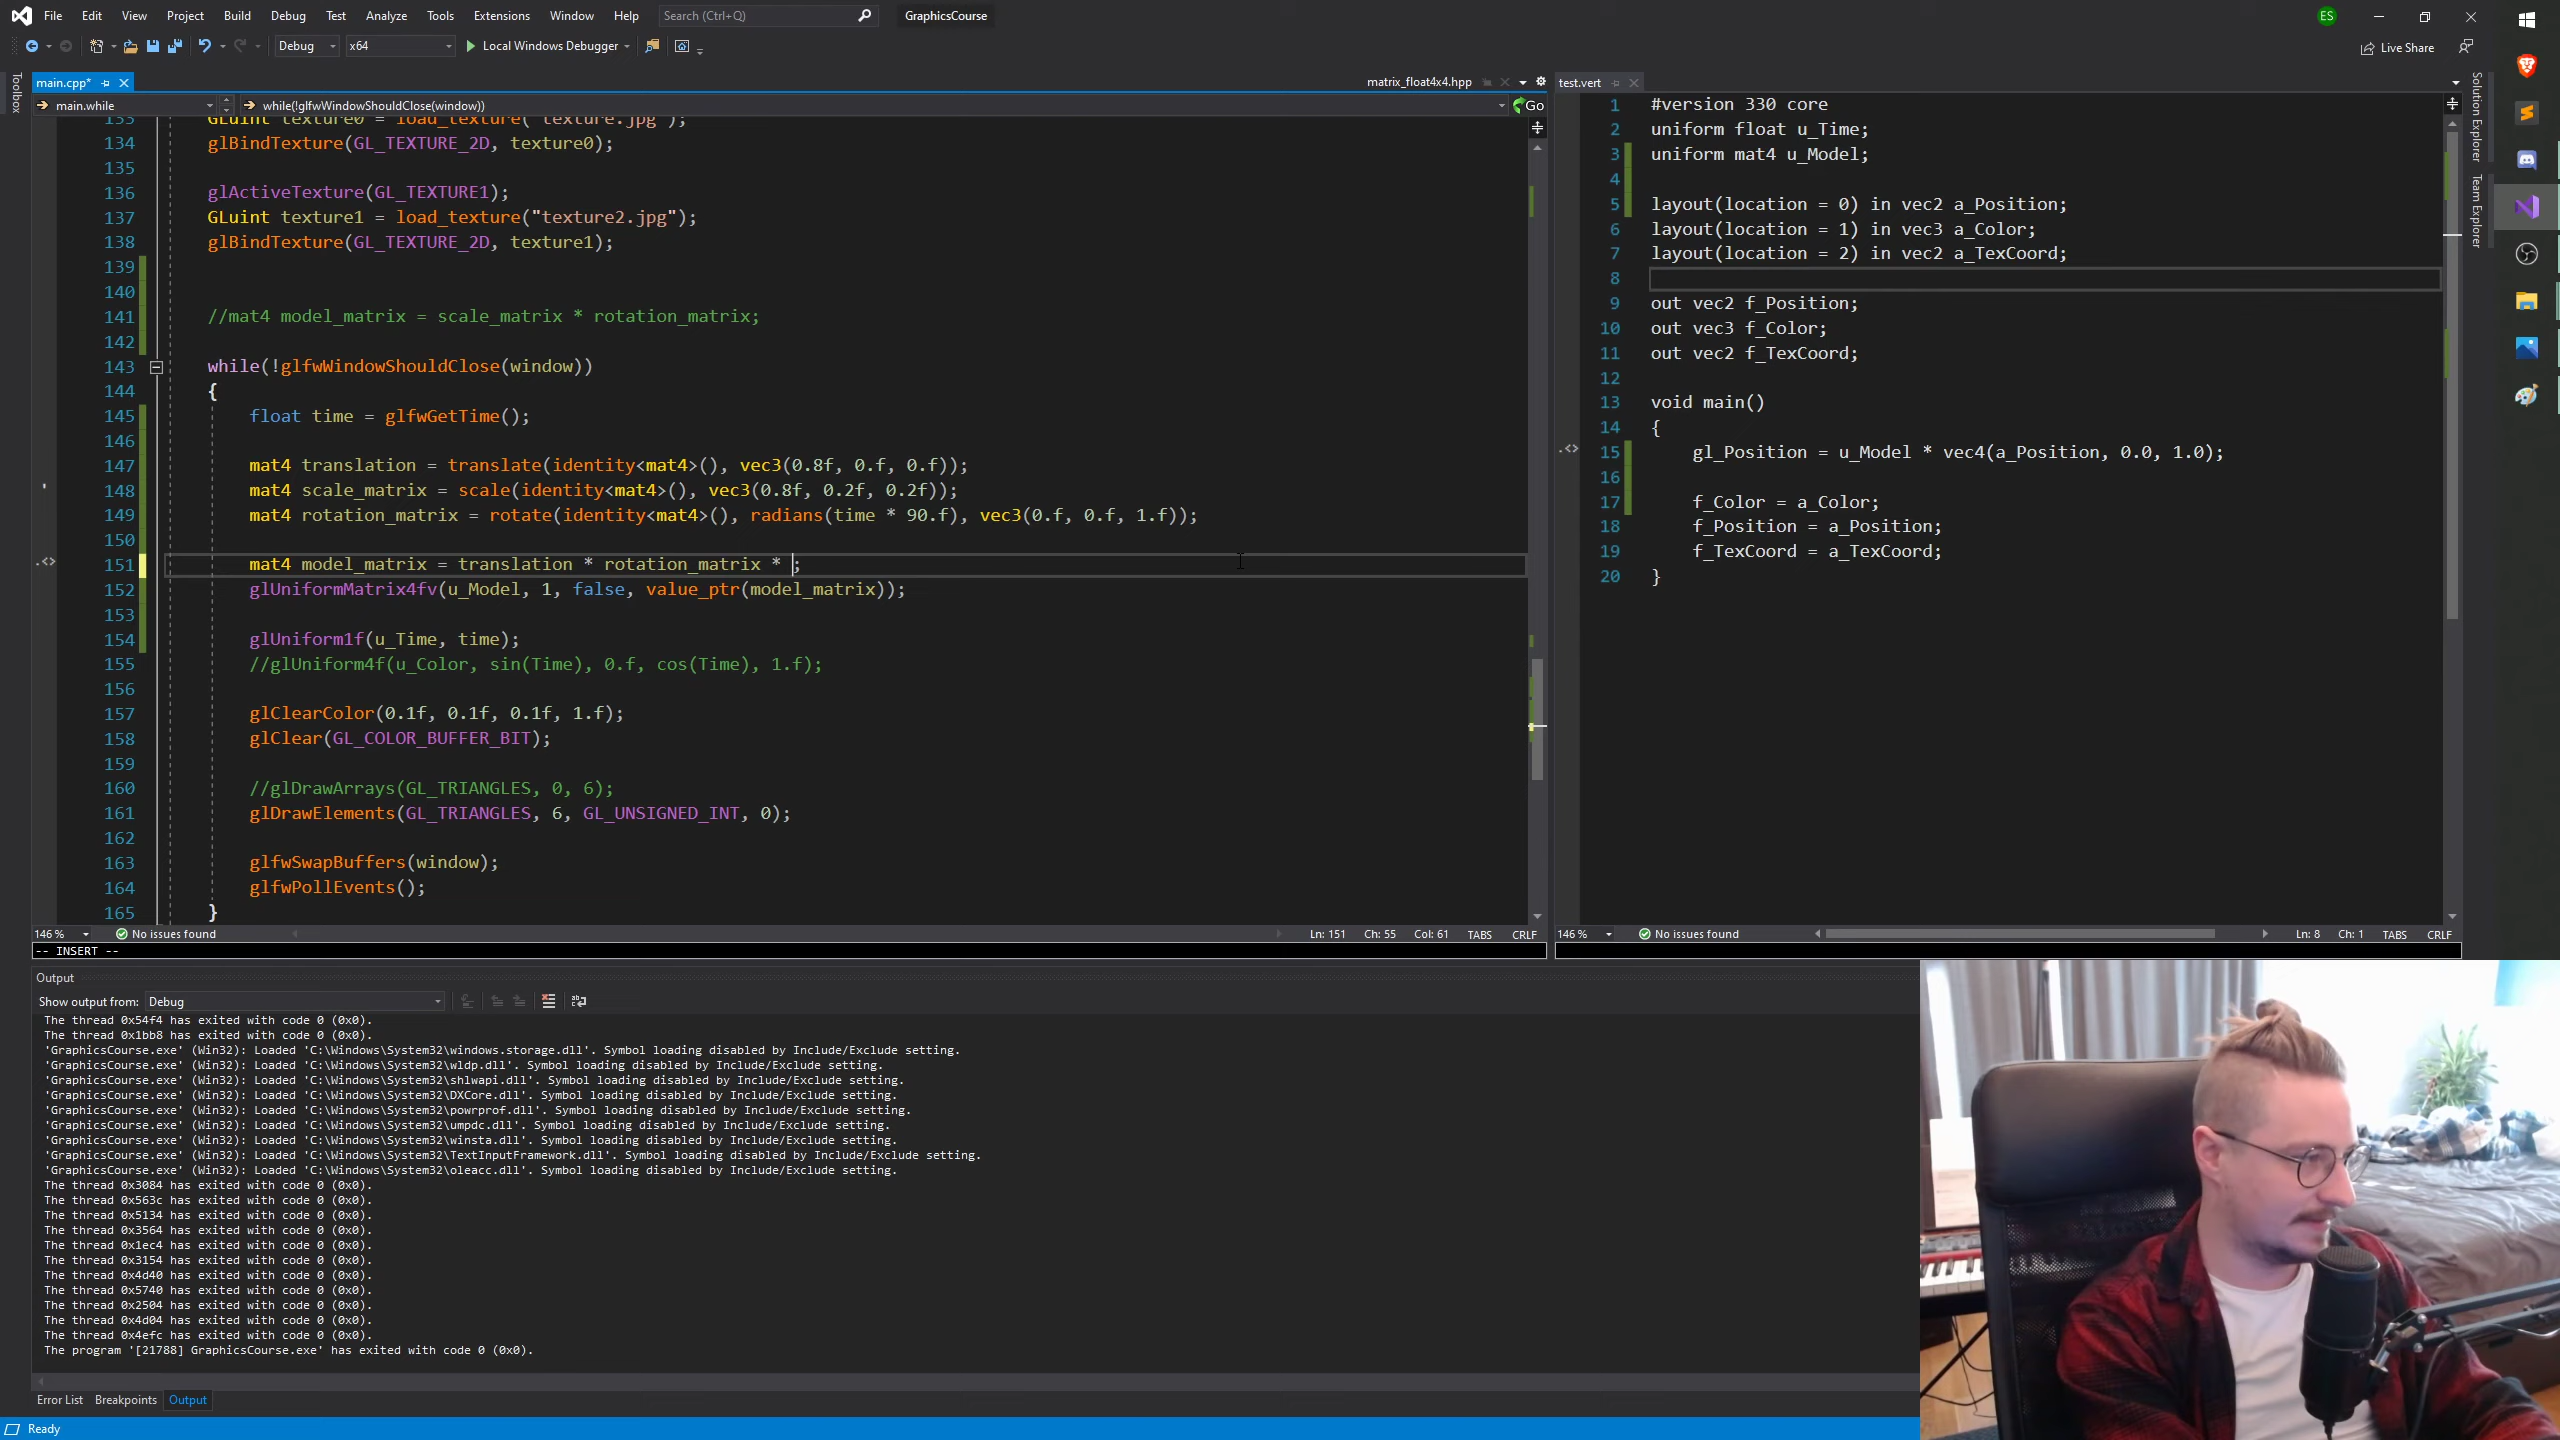 File Edit View Project Build Debug Test Analyze Tools Extensions Window Help Search (Ctrl+Q) GraphicsCourse ES
Debug x64 Local Windows Debugger Live Share
Toolbox
main.cpp* matrix_float4x4.hpp
main.while while(!glfwWindowShouldClose(window)) Go
133 GLuint texture0 = load_texture("texture.jpg");
134 glBindTexture(GL_TEXTURE_2D, texture0);
135
136 glActiveTexture(GL_TEXTURE1);
137 GLuint texture1 = load_texture("texture2.jpg");
138 glBindTexture(GL_TEXTURE_2D, texture1);
139
140
141 //mat4 model_matrix = scale_matrix * rotation_matrix;
142
143 while(!glfwWindowShouldClose(window))
144 {
145 float time = glfwGetTime();
146
147 mat4 translation = translate(identity<mat4>(), vec3(0.8f, 0.f, 0.f));
148 mat4 scale_matrix = scale(identity<mat4>(), vec3(0.8f, 0.2f, 0.2f));
149 mat4 rotation_matrix = rotate(identity<mat4>(), radians(time * 90.f), vec3(0.f, 0.f, 1.f));
150
151 mat4 model_matrix = translation * rotation_matrix * ;
152 glUniformMatrix4fv(u_Model, 1, false, value_ptr(model_matrix));
153
154 glUniform1f(u_Time, time);
155 //glUniform4f(u_Color, sin(Time), 0.f, cos(Time), 1.f);
156
157 glClearColor(0.1f, 0.1f, 0.1f, 1.f);
158 glClear(GL_COLOR_BUFFER_BIT);
159
160 //glDrawArrays(GL_TRIANGLES, 0, 6);
161 glDrawElements(GL_TRIANGLES, 6, GL_UNSIGNED_INT, 0);
162
163 glfwSwapBuffers(window);
164 glfwPollEvents();
165 }
146 % No issues found Ln: 151 Ch: 55 Col: 61 TABS CRLF
-- INSERT --
test.vert
1 #version 330 core
2 uniform float u_Time;
3 uniform mat4 u_Model;
4
5 layout(location = 0) in vec2 a_Position;
6 layout(location = 1) in vec3 a_Color;
7 layout(location = 2) in vec2 a_TexCoord;
8
9 out vec2 f_Position;
10 out vec3 f_Color;
11 out vec2 f_TexCoord;
12
13 void main()
14 {
15 gl_Position = u_Model * vec4(a_Position, 0.0, 1.0);
16
17 f_Color = a_Color;
18 f_Position = a_Position;
19 f_TexCoord = a_TexCoord;
20 }
146 % No issues found Ln: 8 Ch: 1 TABS CRLF
Solution Explorer
Team Explorer
Output
Show output from: Debug
The thread 0x54f4 has exited with code 0 (0x0).
The thread 0x1bb8 has exited with code 0 (0x0).
'GraphicsCourse.exe' (Win32): Loaded 'C:\Windows\System32\windows.storage.dll'. Symbol loading disabled by Include/Exclude setting.
'GraphicsCourse.exe' (Win32): Loaded 'C:\Windows\System32\wldp.dll'. Symbol loading disabled by Include/Exclude setting.
'GraphicsCourse.exe' (Win32): Loaded 'C:\Windows\System32\shlwapi.dll'. Symbol loading disabled by Include/Exclude setting.
'GraphicsCourse.exe' (Win32): Loaded 'C:\Windows\System32\DXCore.dll'. Symbol loading disabled by Include/Exclude setting.
'GraphicsCourse.exe' (Win32): Loaded 'C:\Windows\System32\powrprof.dll'. Symbol loading disabled by Include/Exclude setting.
'GraphicsCourse.exe' (Win32): Loaded 'C:\Windows\System32\umpdc.dll'. Symbol loading disabled by Include/Exclude setting.
'GraphicsCourse.exe' (Win32): Loaded 'C:\Windows\System32\winsta.dll'. Symbol loading disabled by Include/Exclude setting.
'GraphicsCourse.exe' (Win32): Loaded 'C:\Windows\System32\TextInputFramework.dll'. Symbol loading disabled by Include/Exclude setting.
'GraphicsCourse.exe' (Win32): Loaded 'C:\Windows\System32\oleacc.dll'. Symbol loading disabled by Include/Exclude setting.
The thread 0x3084 has exited with code 0 (0x0).
The thread 0x563c has exited with code 0 (0x0).
The thread 0x5134 has exited with code 0 (0x0).
The thread 0x3564 has exited with code 0 (0x0).
The thread 0x1ec4 has exited with code 0 (0x0).
The thread 0x3154 has exited with code 0 (0x0).
The thread 0x4d40 has exited with code 0 (0x0).
The thread 0x5740 has exited with code 0 (0x0).
The thread 0x2504 has exited with code 0 (0x0).
The thread 0x4d04 has exited with code 0 (0x0).
The thread 0x4efc has exited with code 0 (0x0).
The program '[21788] GraphicsCourse.exe' has exited with code 0 (0x0).
Error List Breakpoints Output
Ready